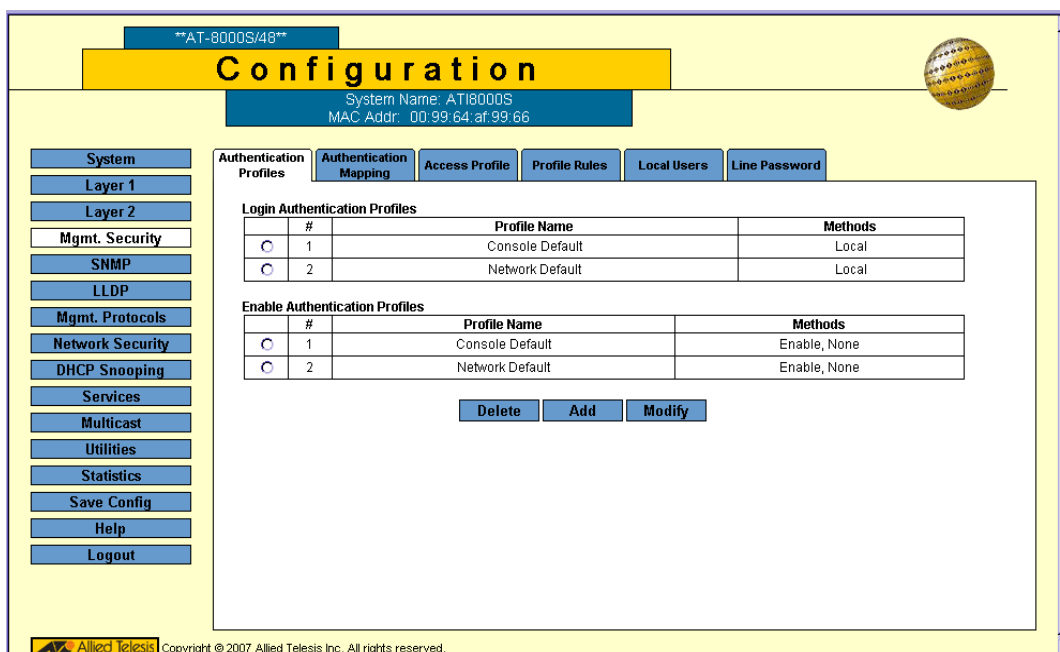 **AT-8000S/48**
Configuration
System Name: ATI8000S
MAC Addr: 00:99:64:af:99:66
System
Layer 1
Layer 2
Mgmt. Security
SNMP
LLDP
Mgmt. Protocols
Network Security
DHCP Snooping
Services
Multicast
Utilities
Statistics
Save Config
Help
Logout
Authentication Profiles
Authentication Mapping
Access Profile
Profile Rules
Local Users
Line Password
Login Authentication Profiles
# Profile Name Methods
1 Console Default Local
2 Network Default Local
Enable Authentication Profiles
# Profile Name Methods
1 Console Default Enable, None
2 Network Default Enable, None
Delete Add Modify
Allied Telesis Copyright © 2007 Allied Telesis Inc. All rights reserved.